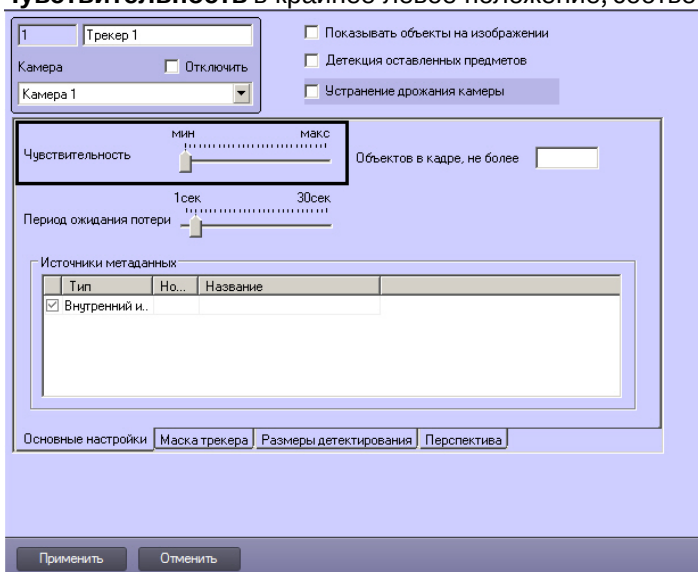 чувствительность в крайнее левое положение, соотве
1 Трекер 1
Показывать объекты на изображении
Камера
Отключить
Детекция оставленных предметов
Камера 1
Устранение дрожания камеры
мин макс
Чувствительность
Объектов в кадре, не более
1сек 30сек
Период ожидания потери
Источники метаданных
Тип Но... Название
Внутренний и..
Основные настройки Маска трекера Размеры детектирования Перспектива
Применить Отменить